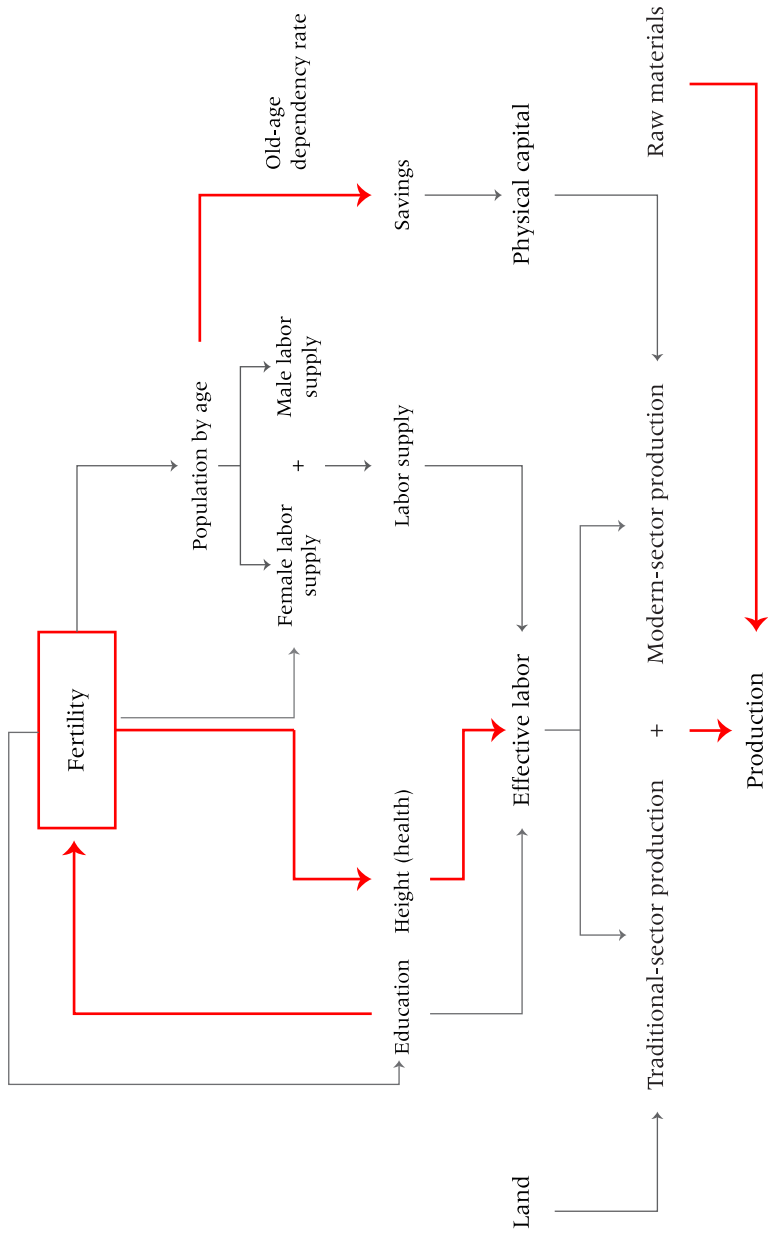 Fertility
Population by age
Old-age
dependency rate
Female labor
supply
+
Male labor
supply
Education
Height (health)
Labor supply
Savings
Land
Effective labor
Physical capital
Traditional-sector production
+
Modern-sector production
Raw materials
Production